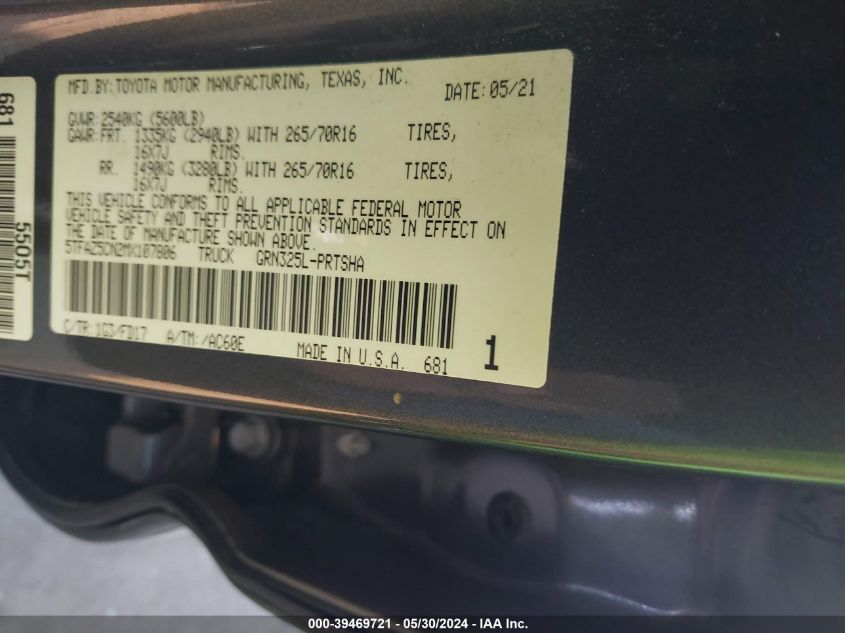 MFD.BY:TOYOTA MOTOR MANUFACTURING, TEXAS, INC. DATE:05/21
GVWR:2540KG (5600LB)
GAWR:FRT. 1335KG (2940LB) WITH 265/70R16 TIRES,
16X7J RIMS.
RR. 1490KG (3280LB) WITH 265/70R16 TIRES,
16X7J RIMS.
THIS VEHICLE CONFORMS TO ALL APPLICABLE FEDERAL MOTOR
VEHICLE SAFETY AND THEFT PREVENTION STANDARDS IN EFFECT ON
THE DATE OF MANUFACTURE SHOWN ABOVE.
5TFAZ5CN2MX107806 TRUCK GRN325L-PRTSHA
C/TR:1G3/FD17 A/TM:/AC60E
MADE IN U.S.A. 681 1
681
5505T
000-39469721 - 05/30/2024 - IAA Inc.